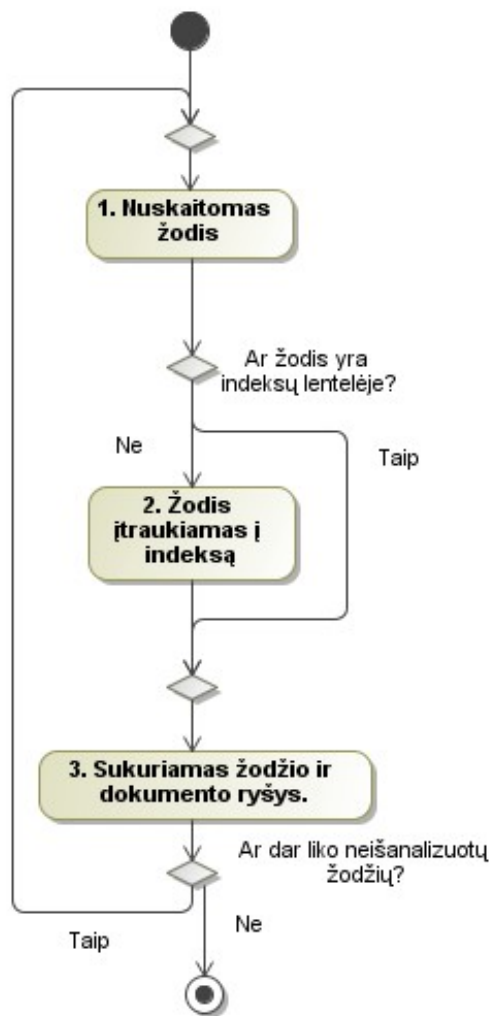 1. Nuskaitomas
žodis
Ar žodis yra
indeksų lentelėje?
Ne
Taip
2. Žodis
įtraukiamas į
indeksą
3. Sukuriamas žodžio ir
dokumento ryšys.
Ar dar liko neišanalizuotų
žodžių?
Taip
Ne